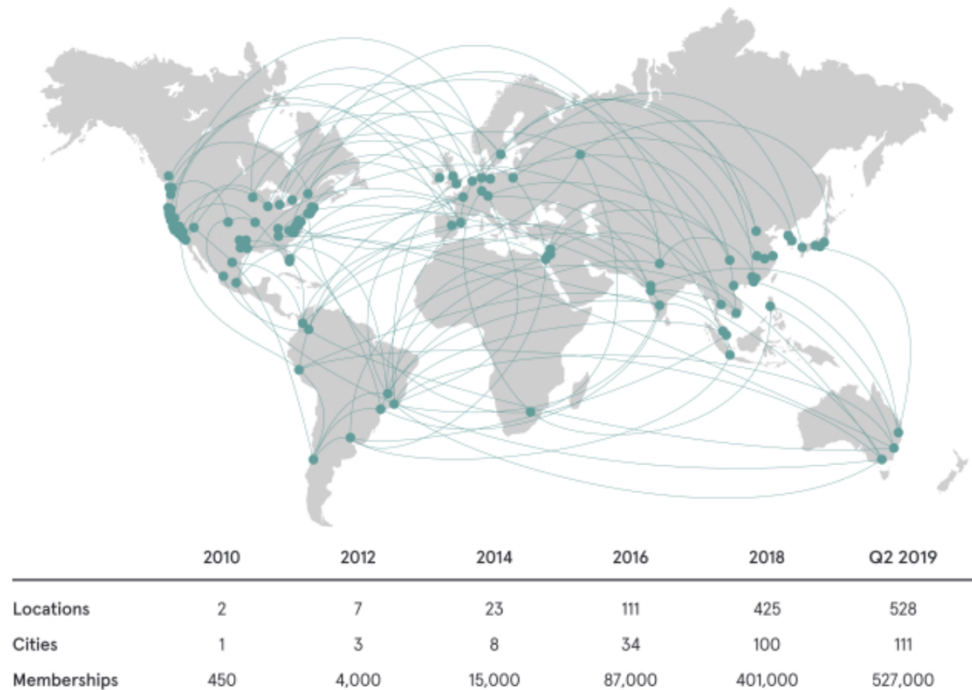 2010 2012 2014 2016 2018 Q2 2019
Locations 2 7 23 111 425 528
Cities 1 3 8 34 100 111
Memberships 450 4,000 15,000 87,000 401,000 527,000